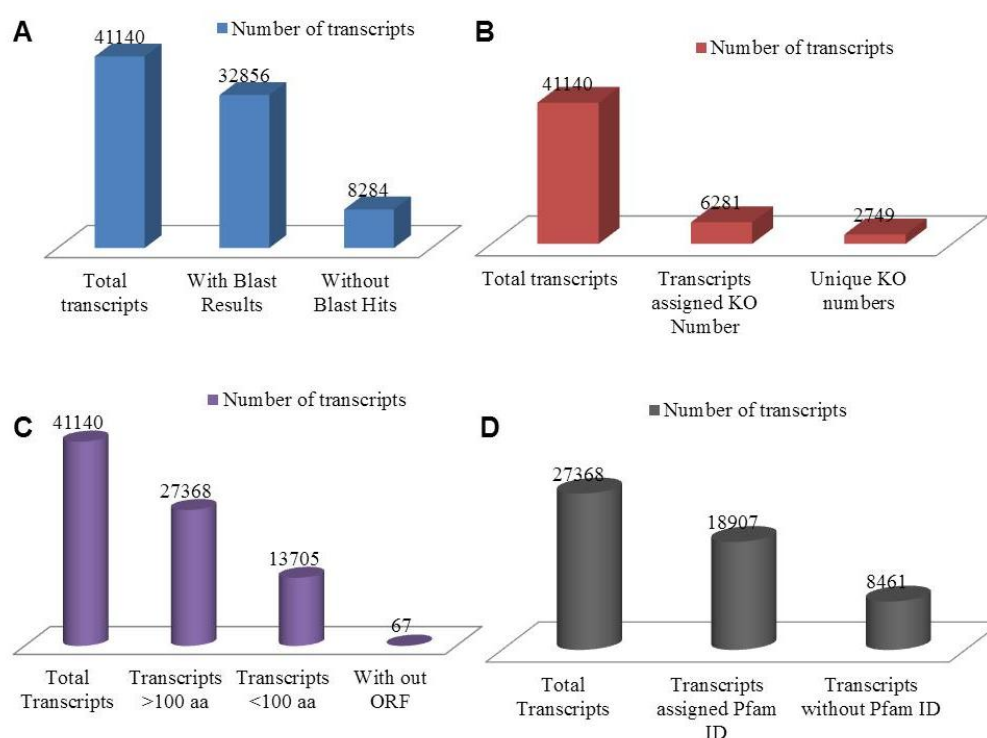 A
Number of transcripts
41140
32856
8284
Total
transcripts
With Blast
Results
Without
Blast Hits
B
Number of transcripts
41140
6281
2749
Total transcripts
Transcripts
assigned KO
Number
Unique KO
numbers
C
Number of transcripts
41140
27368
13705
67
Total
Transcripts
Transcripts
>100 aa
Transcripts
<100 aa
With out
ORF
D
Number of transcripts
27368
18907
8461
Total
Transcripts
Transcripts
assigned Pfam
ID
Transcripts
without Pfam ID